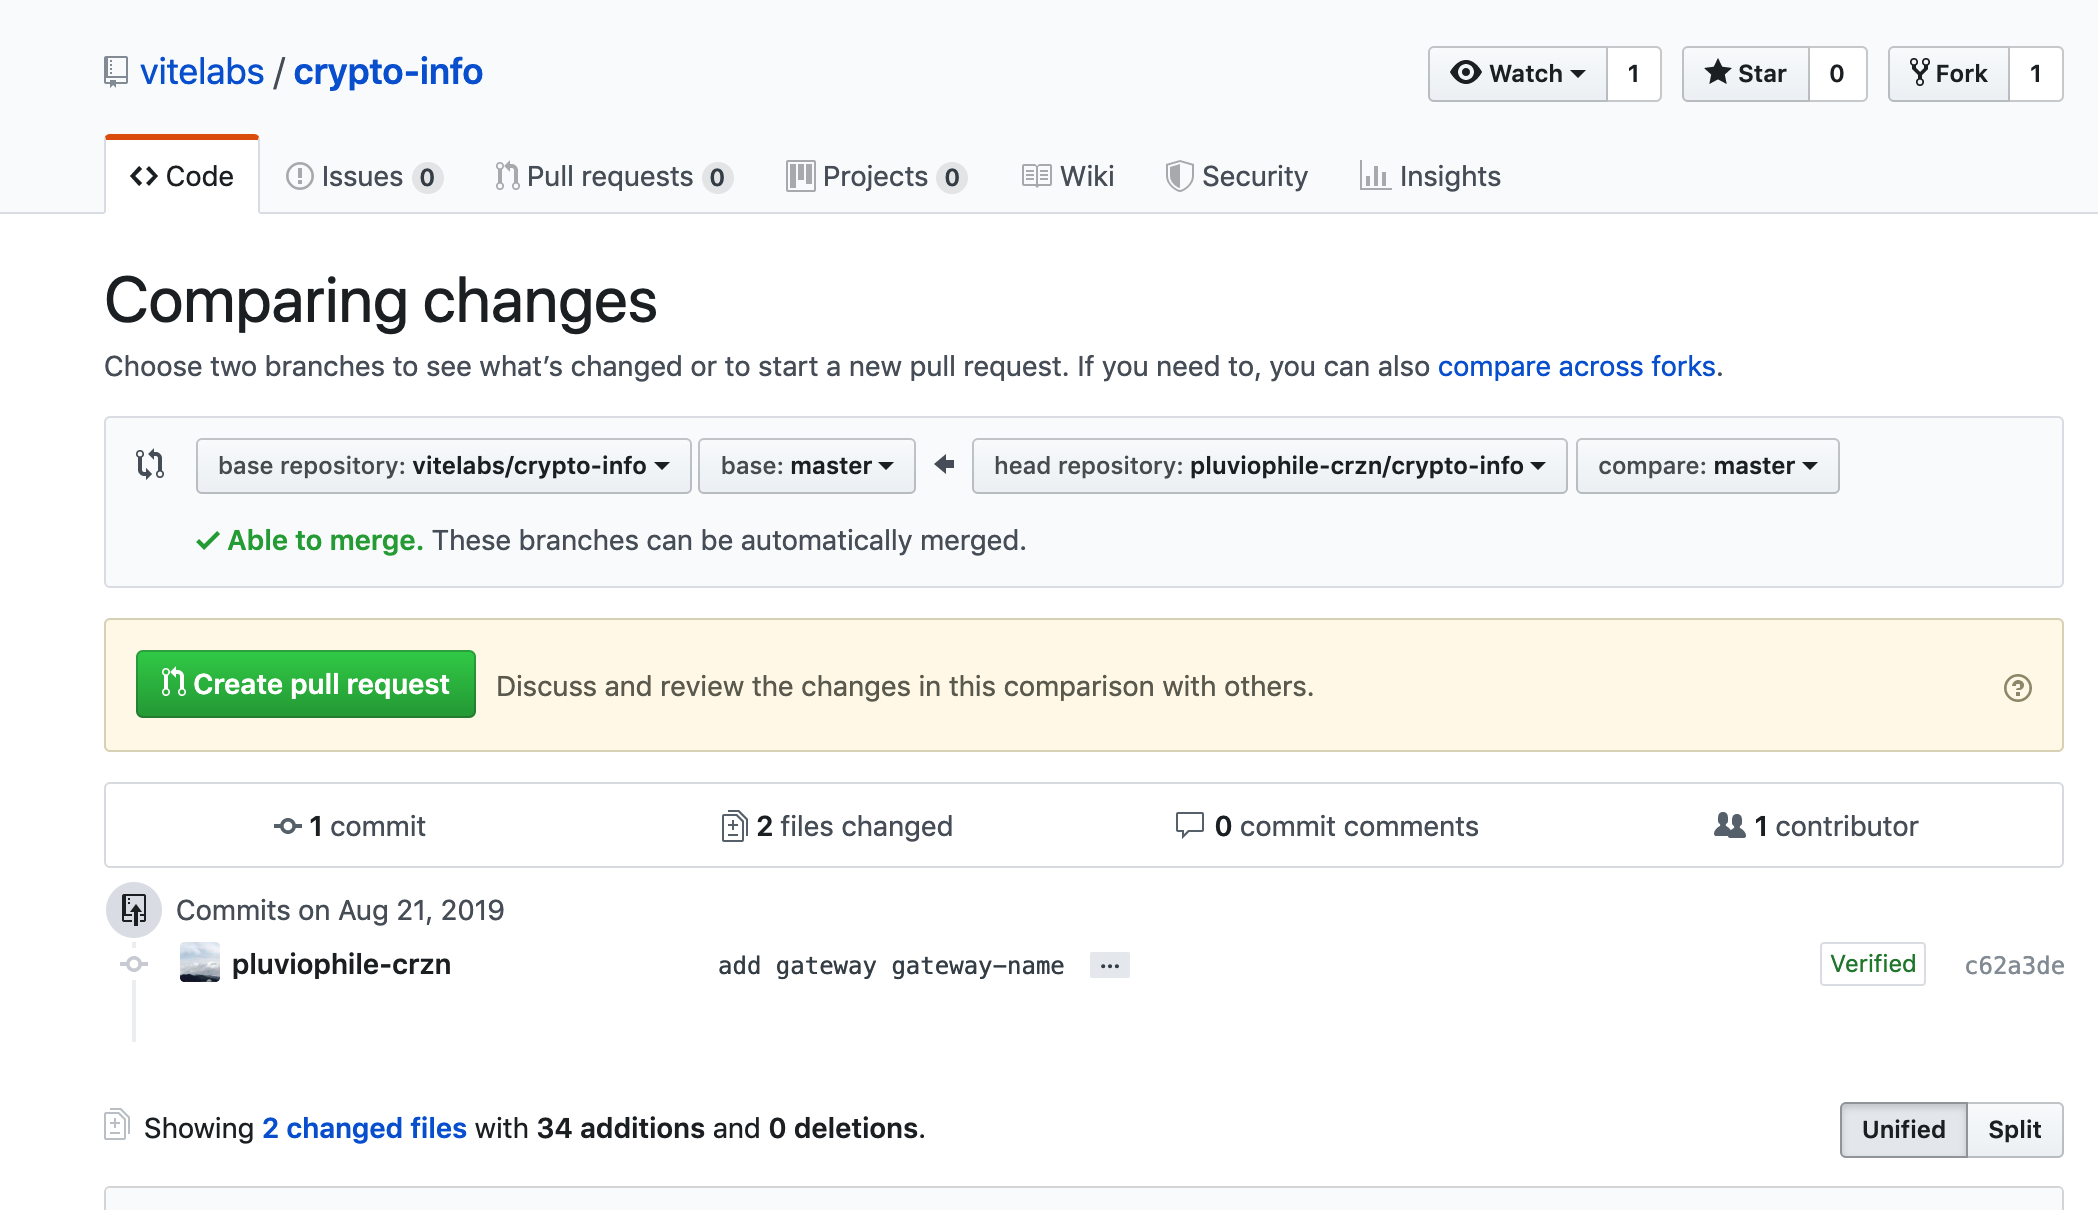 vitelabs / crypto-info
Watch 1 Star 0 Fork 1
Code Issues 0 Pull requests 0 Projects 0 Wiki Security Insights
Comparing changes
Choose two branches to see what’s changed or to start a new pull request. If you need to, you can also compare across forks.
base repository: vitelabs/crypto-info base: master head repository: pluviophile-crzn/crypto-info compare: master
Able to merge. These branches can be automatically merged.
Create pull request Discuss and review the changes in this comparison with others.
1 commit 2 files changed 0 commit comments 1 contributor
Commits on Aug 21, 2019
pluviophile-crzn add gateway gateway-name … Verified c62a3de
Showing 2 changed files with 34 additions and 0 deletions. Unified Split